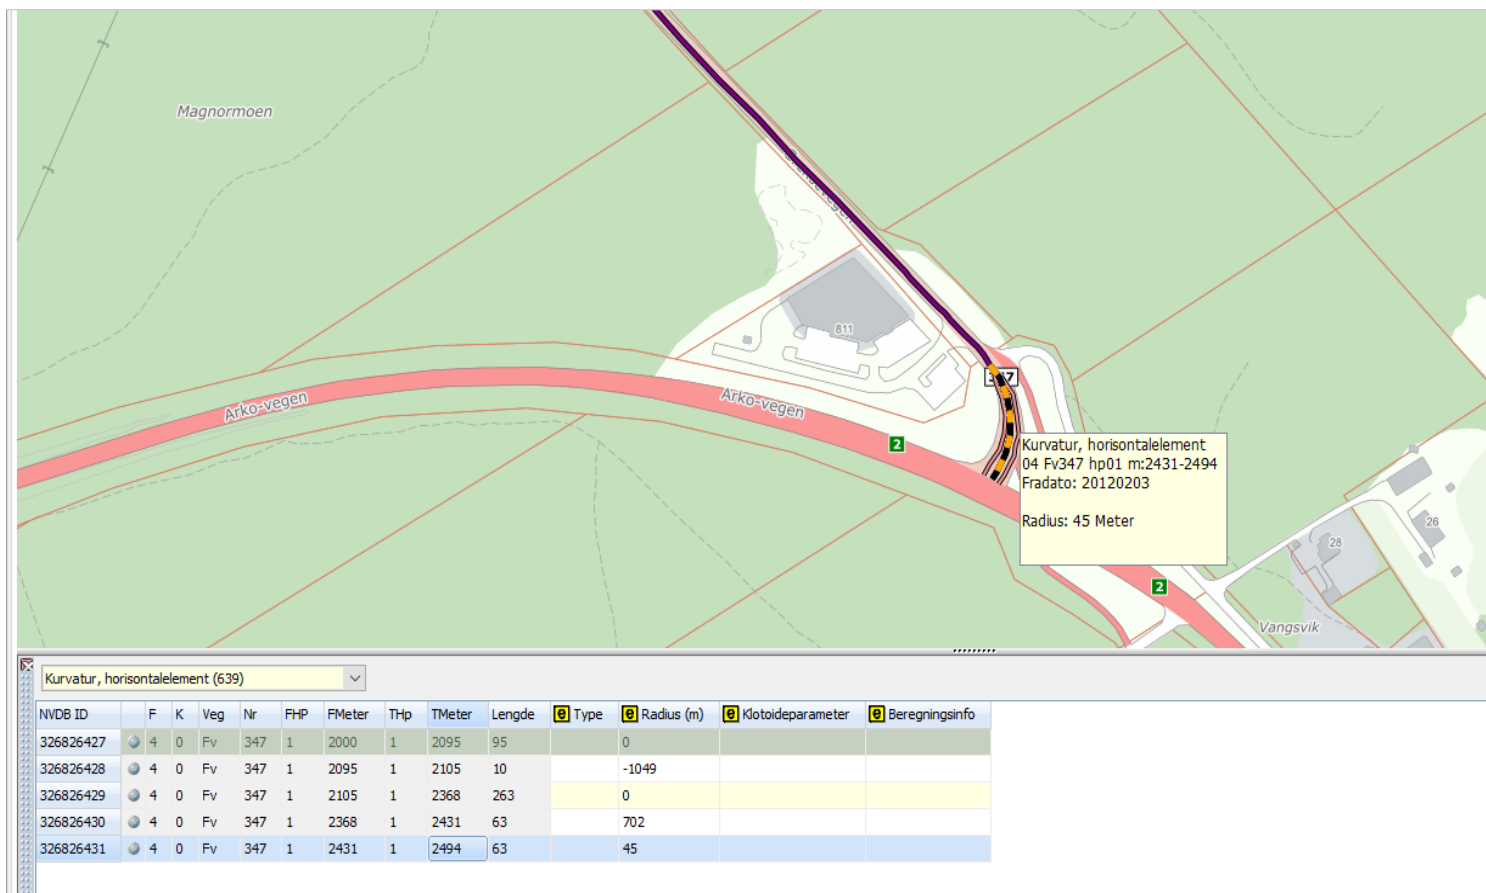 Magnormoen
Grensevegen
811
347
Arko-vegen
Arko-vegen
2
Kurvatur, horisontalelement
04 Fv347 hp01 m:2431-2494
Fradato: 20120203
Radius: 45 Meter
26
28
2
Vangsvik
Kurvatur, horisontalelement (639)
NVDB ID F K Veg Nr FHP FMeter THp TMeter Lengde Type Radius (m) Klotoideparameter Beregningsinfo
326826427 4 0 Fv 347 1 2000 1 2095 95 0
326826428 4 0 Fv 347 1 2095 1 2105 10 -1049
326826429 4 0 Fv 347 1 2105 1 2368 263 0
326826430 4 0 Fv 347 1 2368 1 2431 63 702
326826431 4 0 Fv 347 1 2431 1 2494 63 45